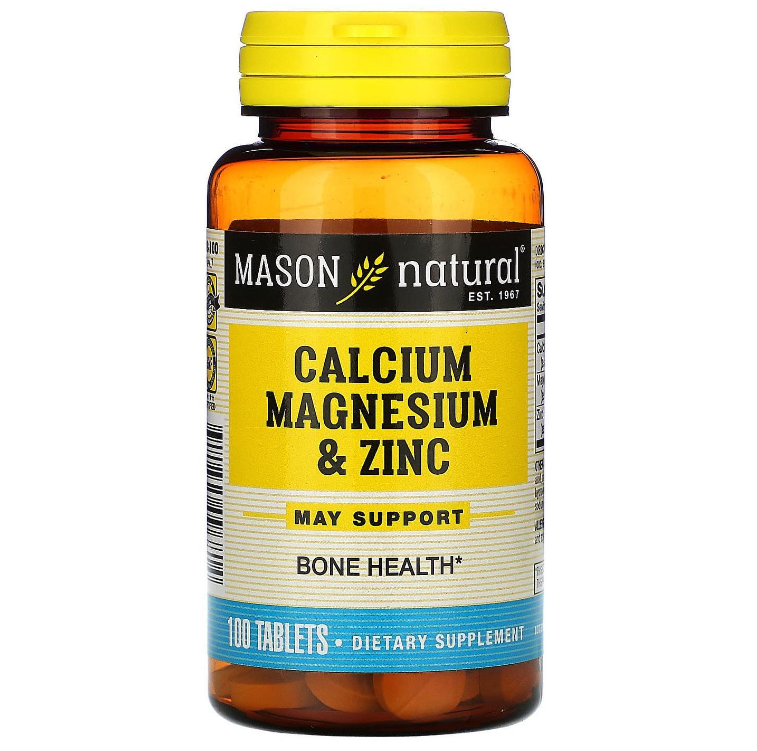 MASON natural®
EST. 1967
CALCIUM
MAGNESIUM
& ZINC
MAY SUPPORT
BONE HEALTH*
100 TABLETS • DIETARY SUPPLEMENT